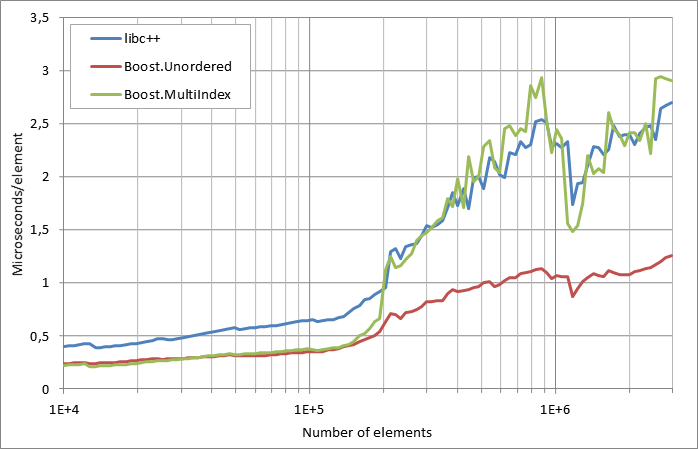 3,5
3
2,5
2
1,5
1
0,5
0
Microseconds/element
libc++
Boost.Unordered
Boost.MultiIndex
1E+4
1E+5
1E+6
Number of elements